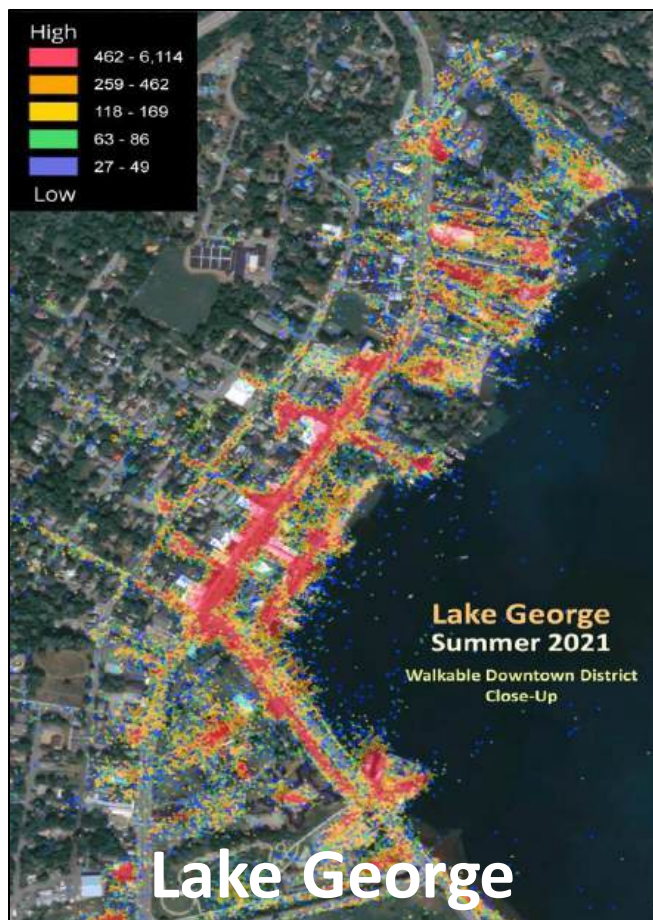 High
462 - 6,114
259 - 462
118 - 169
63 - 86
27 - 49
Low
Lake George
Summer 2021
Walkable Downtown District
Close-Up
Lake George